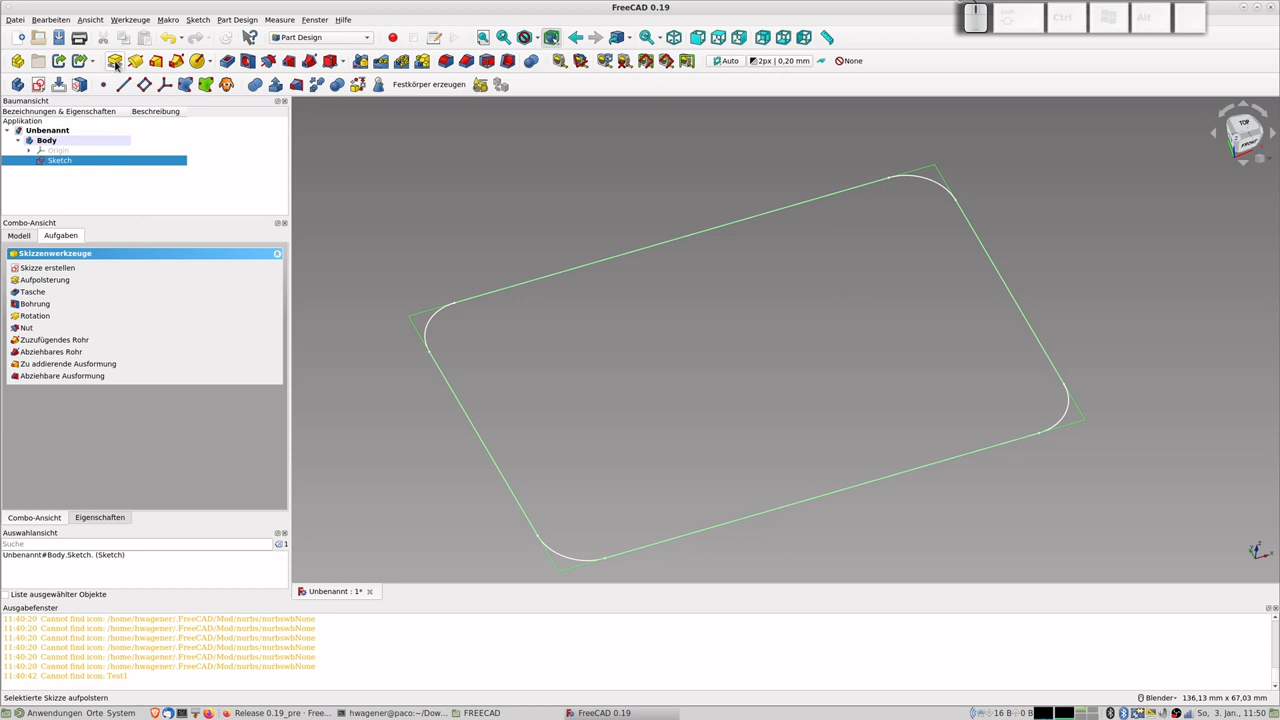 FreeCAD 0.19
Datei Bearbeiten Ansicht Werkzeuge Makro Sketch Part Design Measure Fenster Hilfe
Ctrl Alt
Part Design
Auto 2px | 0,20 mm None
Festkörper erzeugen
Baumansicht
Bezeichnungen & Eigenschaften Beschreibung
Applikation
Unbenannt
Body
Origin
Sketch
Combo-Ansicht
Modell Aufgaben
Skizzenwerkzeuge
Skizze erstellen
Aufpolsterung
Tasche
Bohrung
Rotation
Nut
Zuzufügendes Rohr
Abziehbares Rohr
Zu addierende Ausformung
Abziehbare Ausformung
Combo-Ansicht Eigenschaften
Auswahlansicht
Suche 1
Unbenannt#Body.Sketch. (Sketch)
Liste ausgewählter Objekte
TOP
FRONT
Unbenannt : 1*
Ausgabefenster
11:40:20 Cannot find icon: /home/hwagener/.FreeCAD/Mod/nurbs/nurbswbNone
11:40:20 Cannot find icon: /home/hwagener/.FreeCAD/Mod/nurbs/nurbswbNone
11:40:20 Cannot find icon: /home/hwagener/.FreeCAD/Mod/nurbs/nurbswbNone
11:40:20 Cannot find icon: /home/hwagener/.FreeCAD/Mod/nurbs/nurbswbNone
11:40:20 Cannot find icon: /home/hwagener/.FreeCAD/Mod/nurbs/nurbswbNone
11:40:20 Cannot find icon: /home/hwagener/.FreeCAD/Mod/nurbs/nurbswbNone
11:40:42 Cannot find icon: Test1
Selektierte Skizze aufpolstern Blender 136,13 mm x 67,03 mm
Anwendungen Orte System Release 0.19_pre · Free... hwagener@paco:~/Dow... FREECAD FreeCAD 0.19 16 B 0 B So, 3. Jan., 11:50